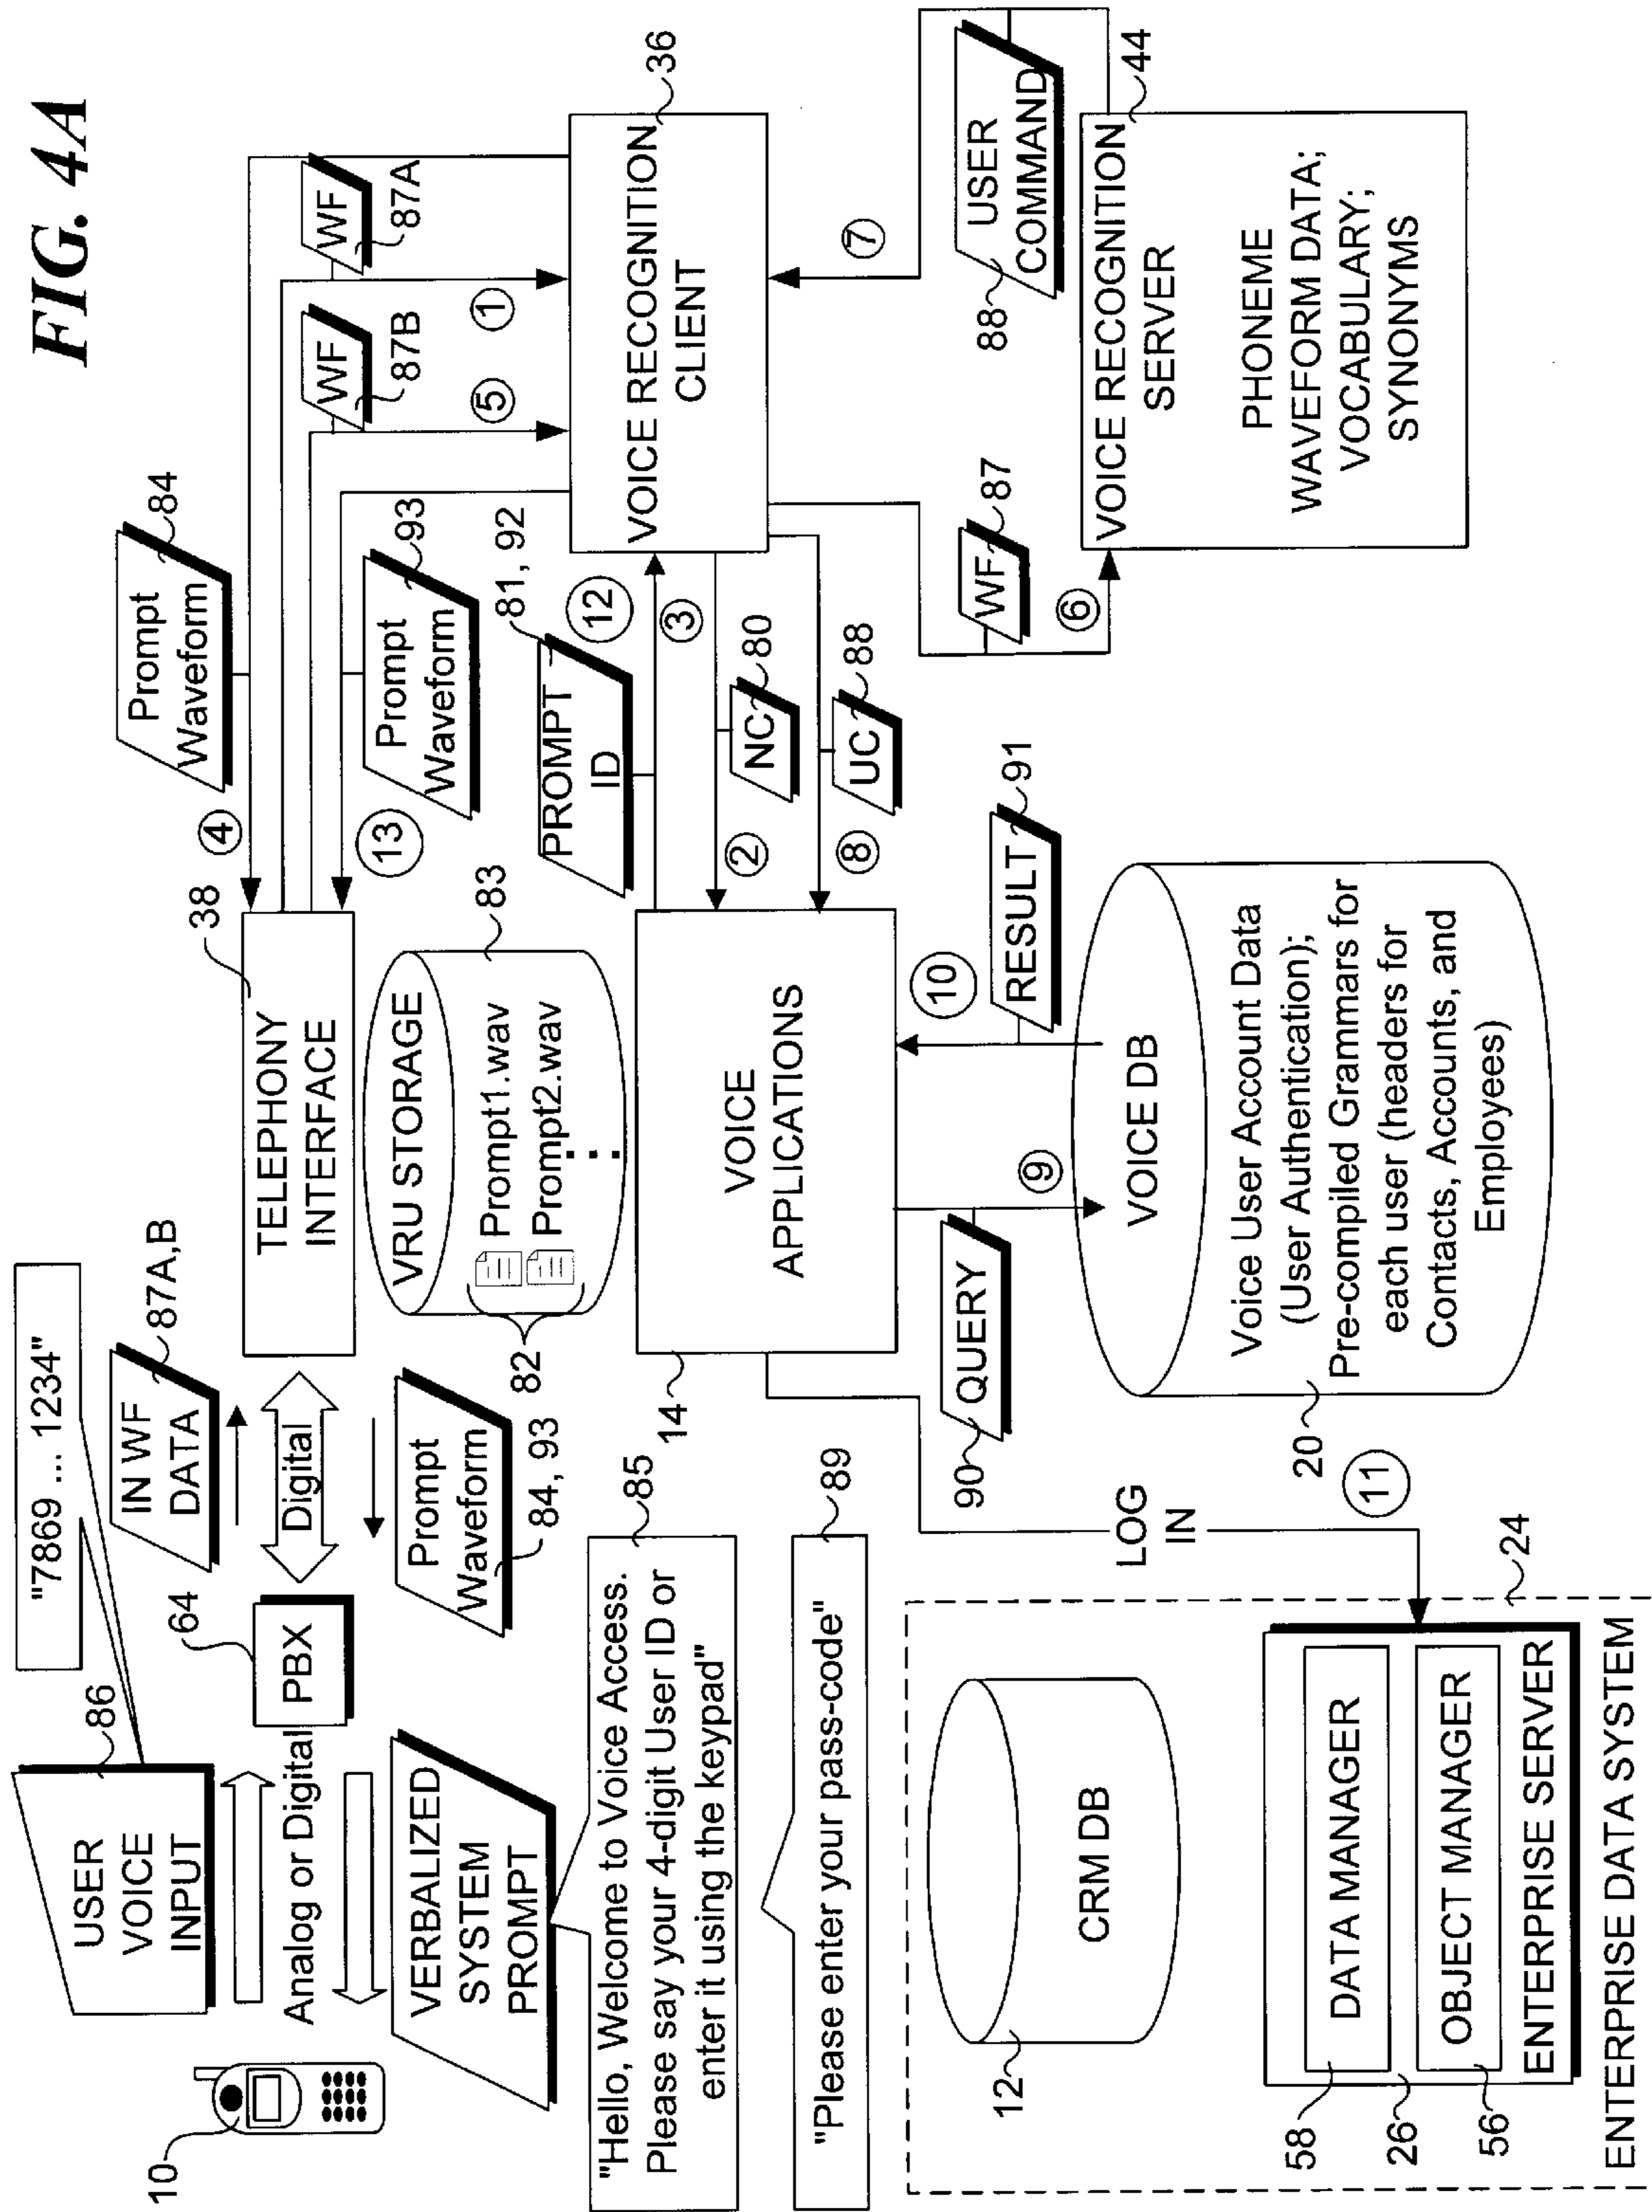 FIG. 4A
"7869 ... 1234"
86
USER
VOICE
INPUT
10
Analog or Digital
64
PBX
IN WF
DATA
87A,B
Digital
Prompt
Waveform
84, 93
VERBALIZED
SYSTEM
PROMPT
"Hello, Welcome to Voice Access.
Please say your 4-digit User ID or
enter it using the keypad"
85
"Please enter your pass-code"
89
38
TELEPHONY
INTERFACE
VRU STORAGE
83
Prompt1.wav
Prompt2.wav
⋮
82
4
Prompt
Waveform
84
WF
87A
1
WF
87B
5
13
Prompt
Waveform
93
36
VOICE RECOGNITION
CLIENT
PROMPT
ID
81, 92
12
3
2
NC
80
8
UC
88
14
VOICE
APPLICATIONS
7
USER
COMMAND
88
WF
87
6
44
VOICE RECOGNITION
SERVER
PHONEME
WAVEFORM DATA;
VOCABULARY;
SYNONYMS
QUERY
90
9
10
RESULT
91
VOICE DB
Voice User Account Data
(User Authentication);
Pre-compiled Grammars for
each user (headers for
Contacts, Accounts, and
Employees)
20
LOG
IN
11
24
CRM DB
12
DATA MANAGER
58
OBJECT MANAGER
56
26
ENTERPRISE SERVER
ENTERPRISE DATA SYSTEM